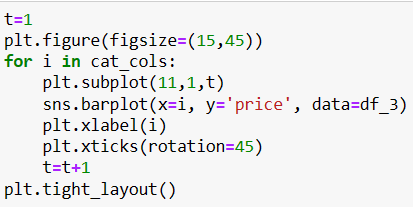 t=1
plt.figure(figsize=(15,45))
for i in cat_cols:
    plt.subplot(11,1,t)
    sns.barplot(x=i, y='price', data=df_3)
    plt.xlabel(i)
    plt.xticks(rotation=45)
    t=t+1
plt.tight_layout()